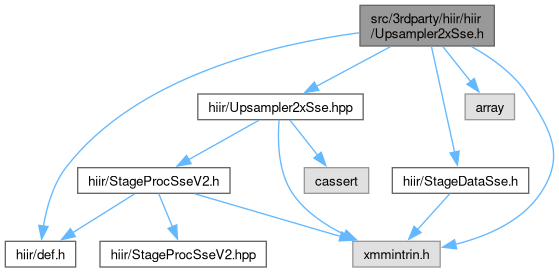 src/3rdparty/hiir/hiir
/Upsampler2xSse.h
hiir/Upsampler2xSse.hpp
array
hiir/StageProcSseV2.h
cassert
hiir/StageDataSse.h
hiir/def.h
hiir/StageProcSseV2.hpp
xmmintrin.h